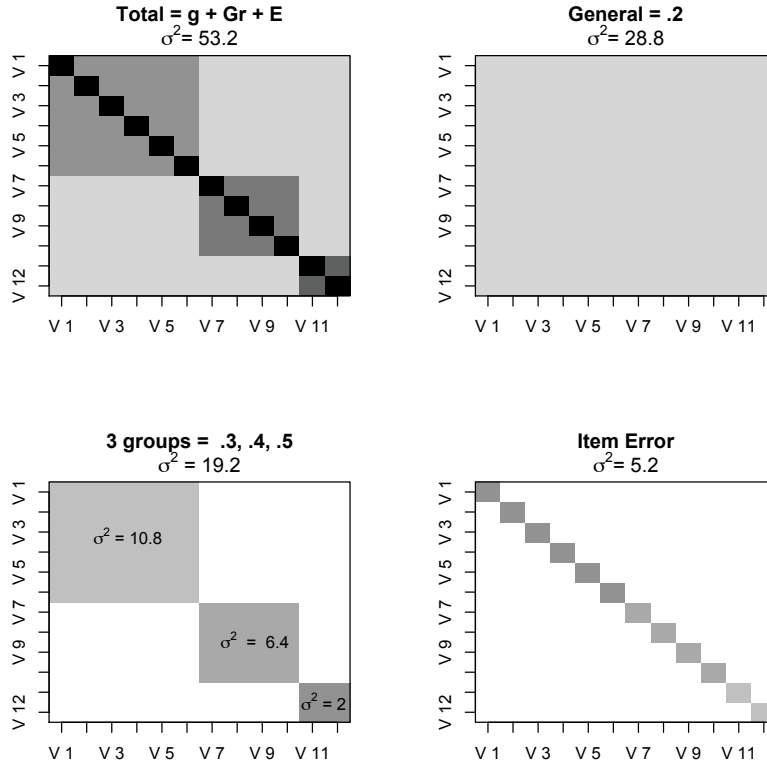 Total = g + Gr + E
σ² = 53.2
V 1
V 3
V 5
V 7
V 9
V 12
V 1 V 3 V 5 V 7 V 9 V 11
General = .2
σ² = 28.8
V 1
V 3
V 5
V 7
V 9
V 12
V 1 V 3 V 5 V 7 V 9 V 11
3 groups = .3, .4, .5
σ² = 19.2
V 1
V 3
V 5
V 7
V 9
V 12
σ² = 10.8
σ² = 6.4
σ² = 2
V 1 V 3 V 5 V 7 V 9 V 11
Item Error
σ² = 5.2
V 1
V 3
V 5
V 7
V 9
V 12
V 1 V 3 V 5 V 7 V 9 V 11